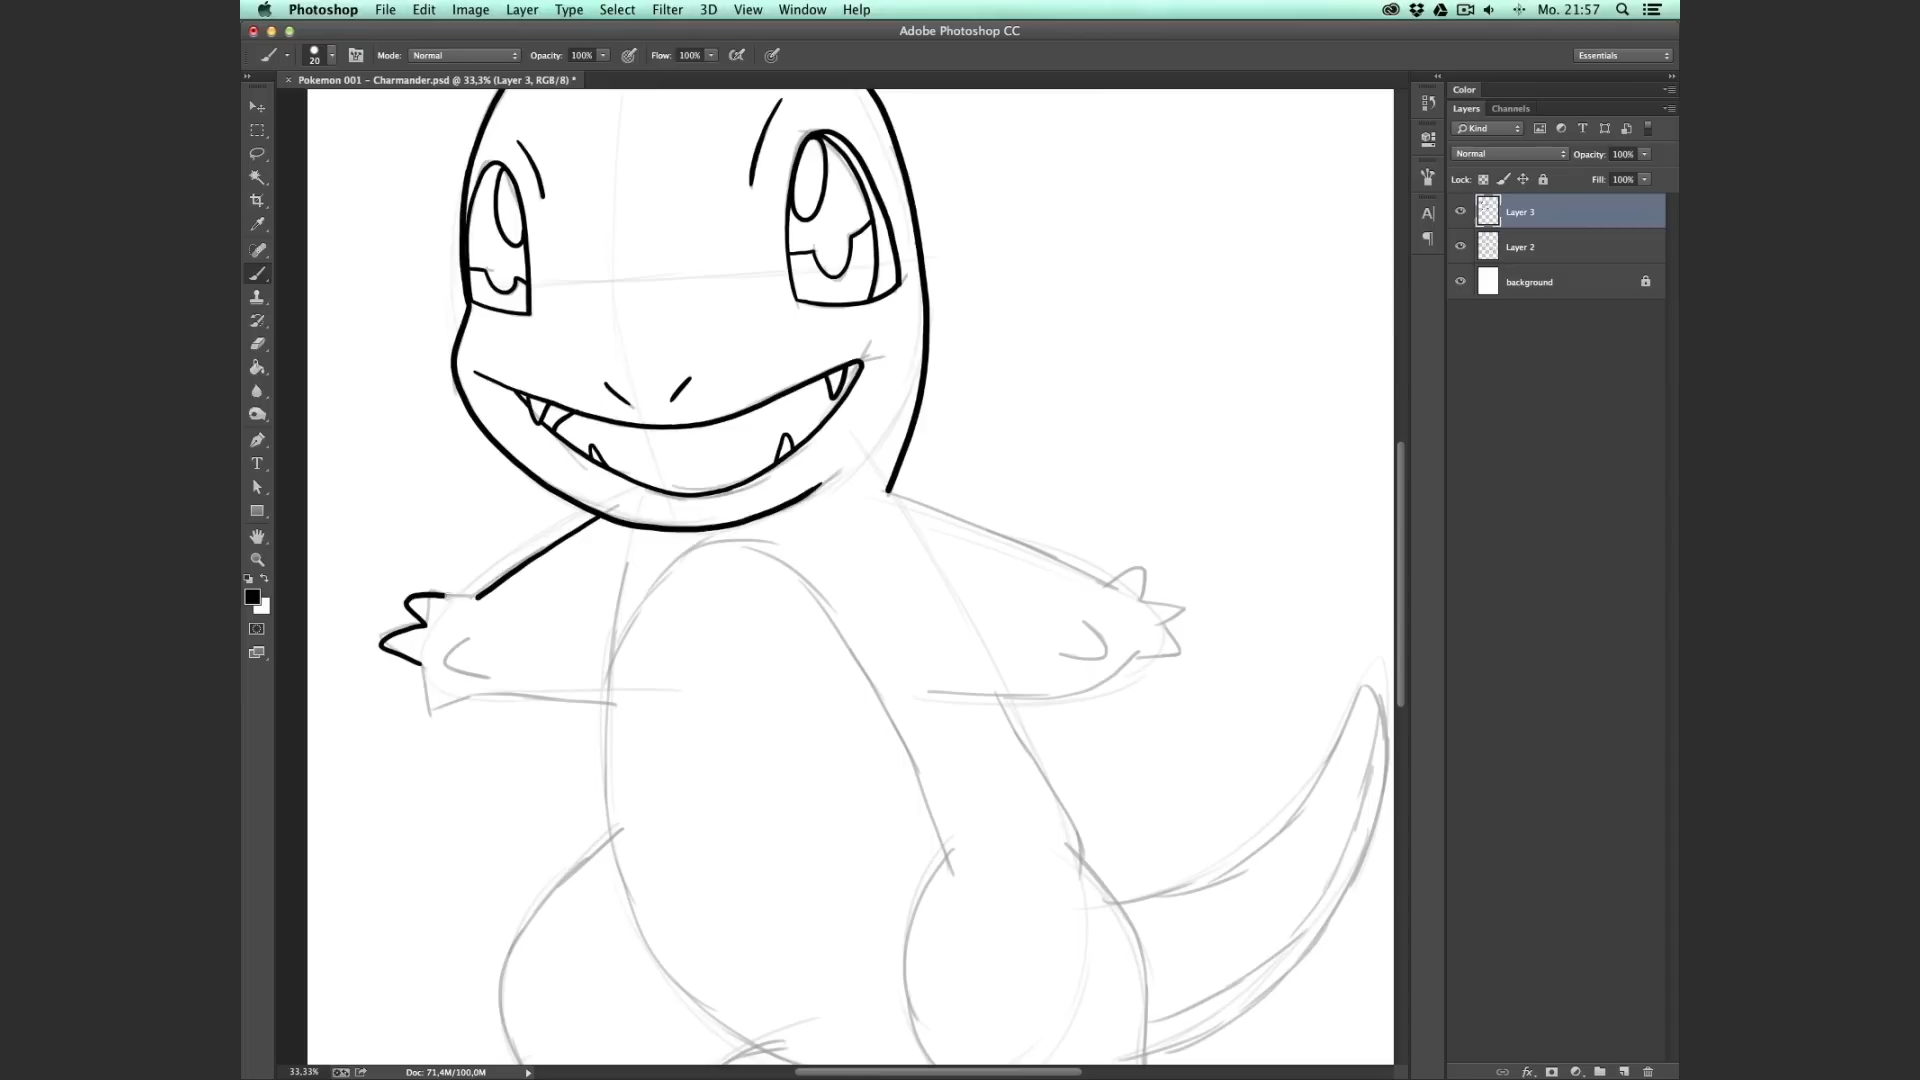 Photoshop File Edit Image Layer Type Select Filter 3D View Window Help Mo. 21:57
Adobe Photoshop CC
20 Mode: Normal Opacity: 100% Flow: 100% Essentials
× Pokemon 001 – Charmander.psd @ 33,3% (Layer 3, RGB/8) *
Color
Layers Channels
Kind
Normal Opacity: 100%
Lock: Fill: 100%
Layer 3
Layer 2
background
33,33% Doc: 71,4M/100,0M